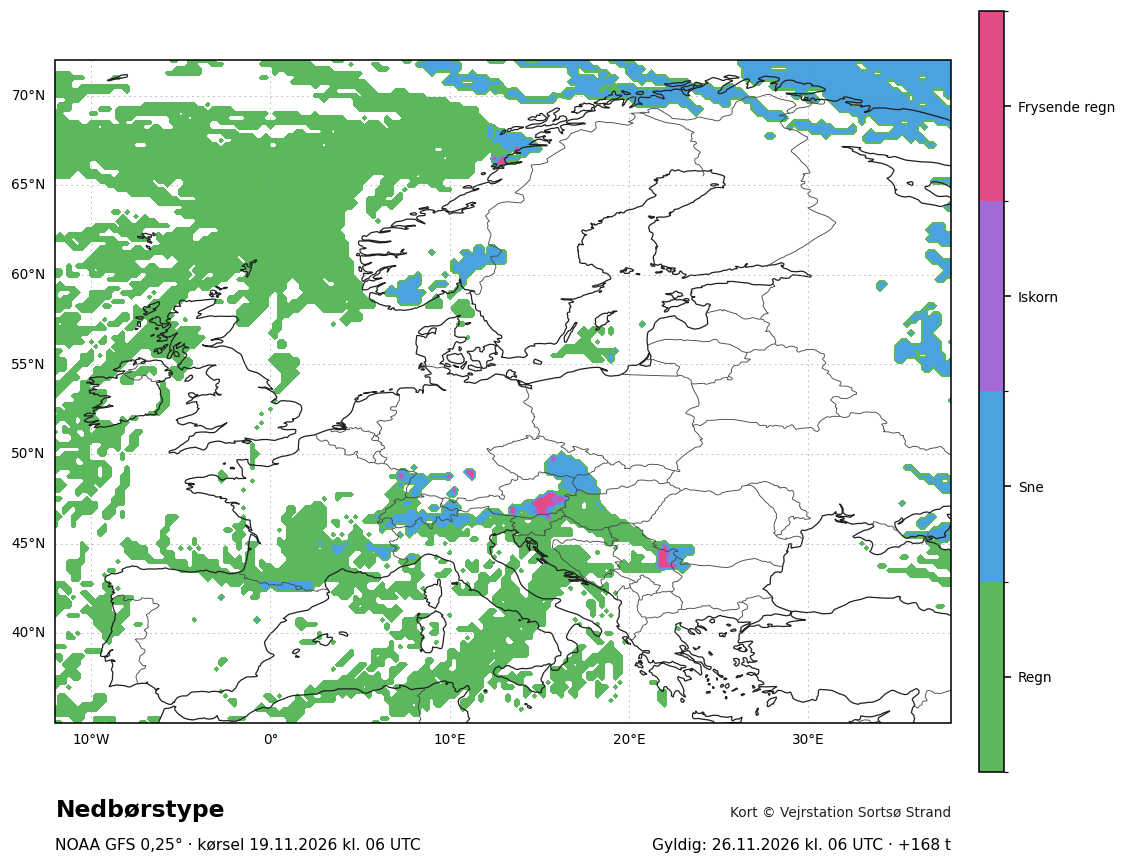 70°N
65°N
60°N
55°N
50°N
45°N
40°N
10°W
0°
10°E
20°E
30°E
Frysende regn
Iskorn
Sne
Regn
Nedbørstype
Kort © Vejrstation Sortsø Strand
NOAA GFS 0,25° · kørsel 19.11.2026 kl. 06 UTC
Gyldig: 26.11.2026 kl. 06 UTC · +168 t